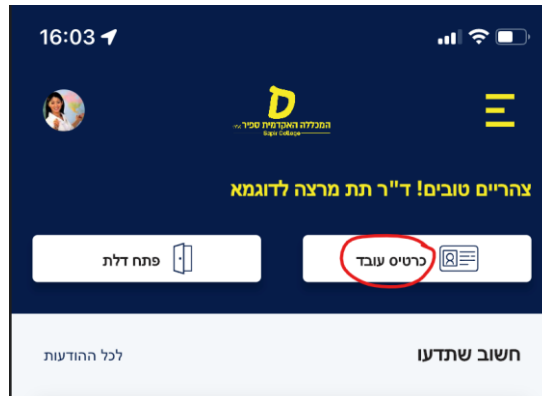 16:03
ס
המכללה האקדמית ספיר
Sapir College
צהריים טובים! ד"ר תת מרצה לדוגמא
כרטיס עובד
פתח דלת
חשוב שתדעו
לכל ההודעות